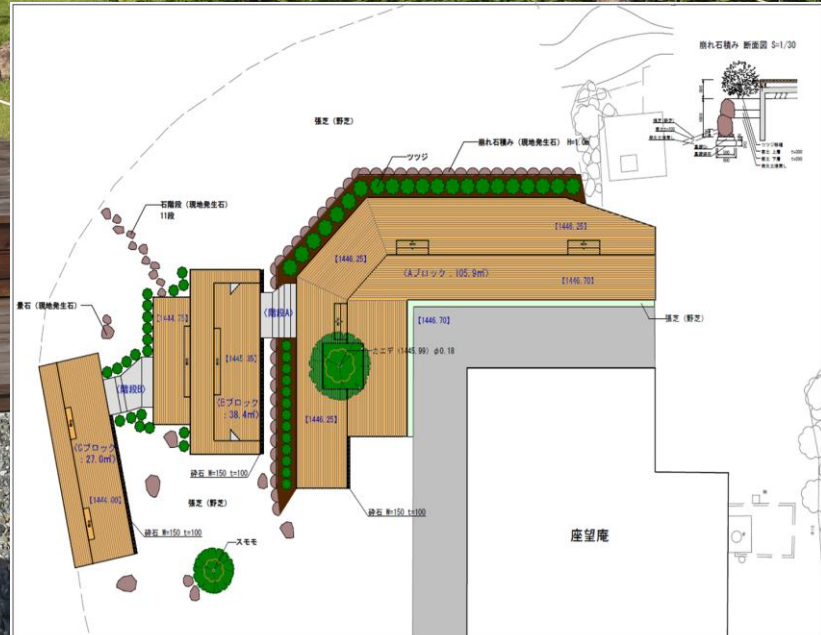 崩れ石積み 断面図 S=1/30
張芝(野芝)
崩れ石積み(現地発生石) H=1.0m
ツツジ
石階段(現地発生石)
11段
景石(現地発生石)
【1446.25】
【1446.25】
(Aブロック:105.9㎡)
【1446.70】
【1446.70】
張芝(野芝)
(階段A)
【1444.75】
【1445.35】
カエデ(1445.99) φ0.18
(階段B)
(Bブロック
:38.4㎡)
【1446.25】
(Cブロック
:27.0㎡)
砕石 W=150 t=100
張芝(野芝)
砕石 W=150 t=100
砕石 W=150 t=100
スモモ
座望庵